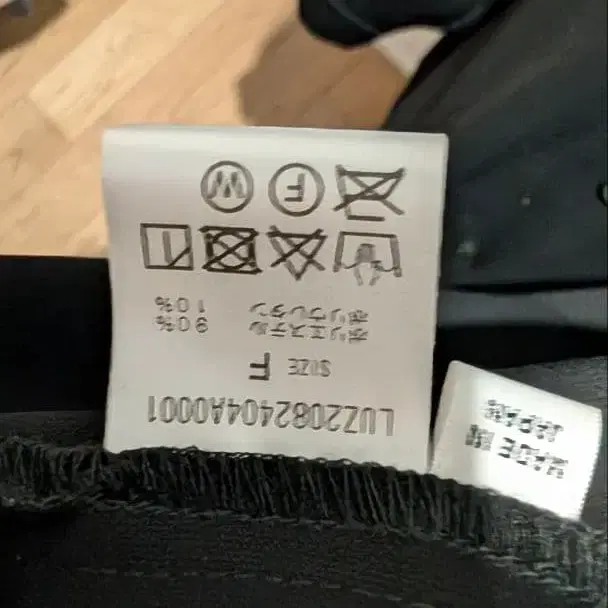 LUZ2082404A0001
SIZE F
ポリエステル 90%
ポリウレタン 10%
F W
MADE IN
JAPAN